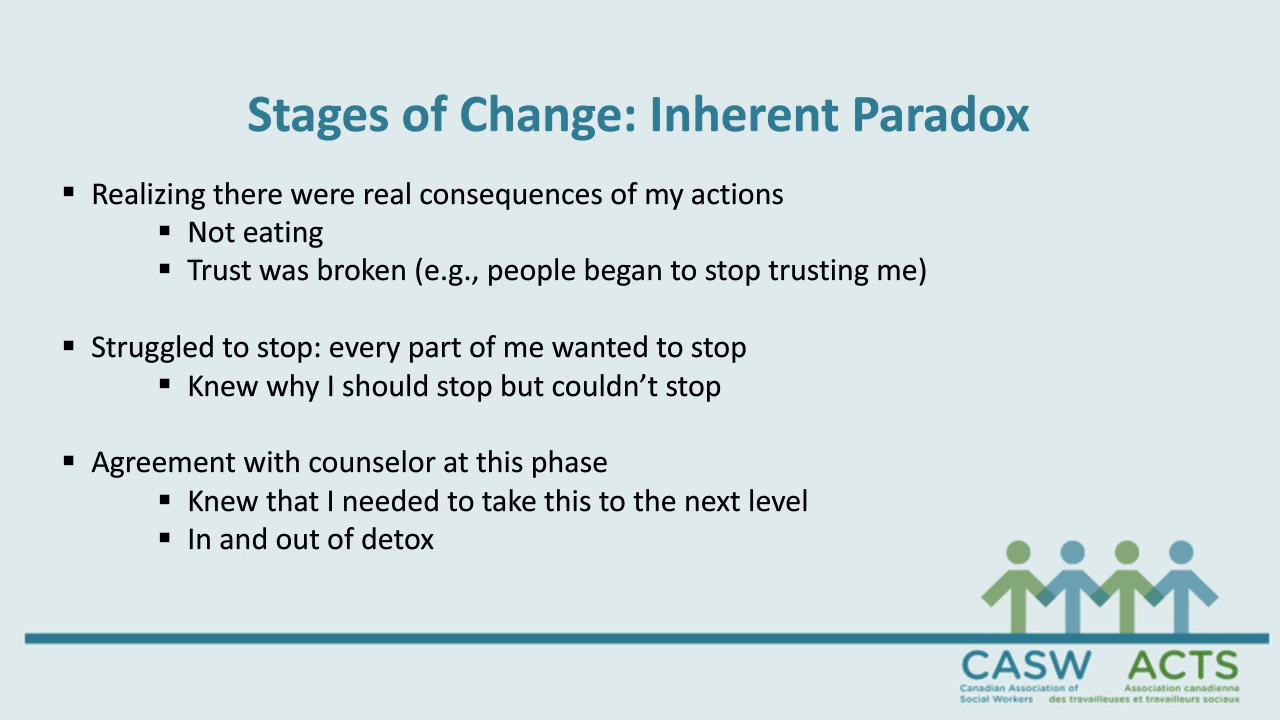 Stages of Change: Inherent Paradox
▪ Realizing there were real consequences of my actions
▪ Not eating
▪ Trust was broken (e.g., people began to stop trusting me)
▪ Struggled to stop: every part of me wanted to stop
▪ Knew why I should stop but couldn’t stop
▪ Agreement with counselor at this phase
▪ Knew that I needed to take this to the next level
▪ In and out of detox
CASW ACTS
Canadian Association of Association canadienne
Social Workers des travailleuses et travailleurs sociaux